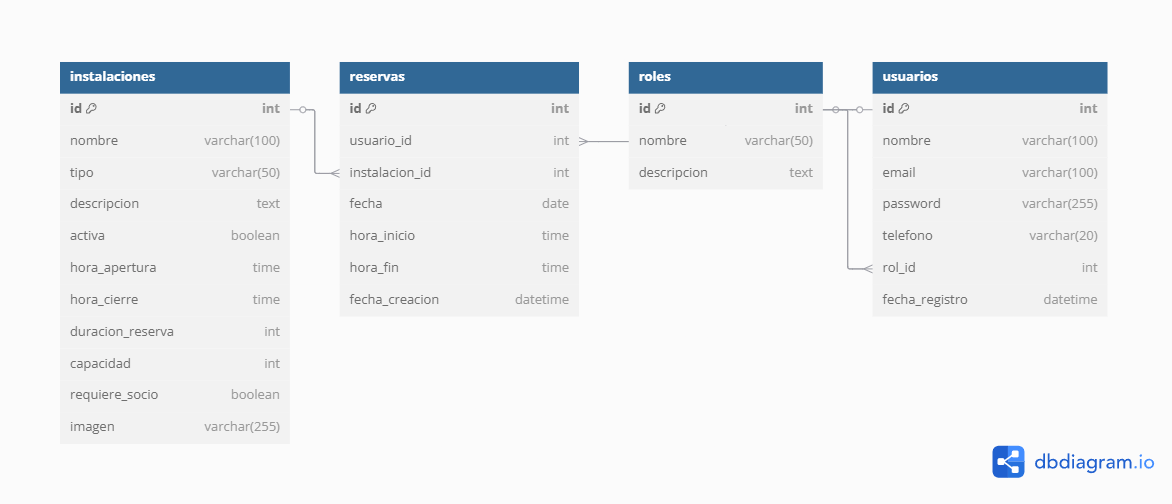 instalaciones
id int
nombre varchar(100)
tipo varchar(50)
descripcion text
activa boolean
hora_apertura time
hora_cierre time
duracion_reserva int
capacidad int
requiere_socio boolean
imagen varchar(255)
reservas
id int
usuario_id int
instalacion_id int
fecha date
hora_inicio time
hora_fin time
fecha_creacion datetime
roles
id int
nombre varchar(50)
descripcion text
usuarios
id int
nombre varchar(100)
email varchar(100)
password varchar(255)
telefono varchar(20)
rol_id int
fecha_registro datetime
dbdiagram.io